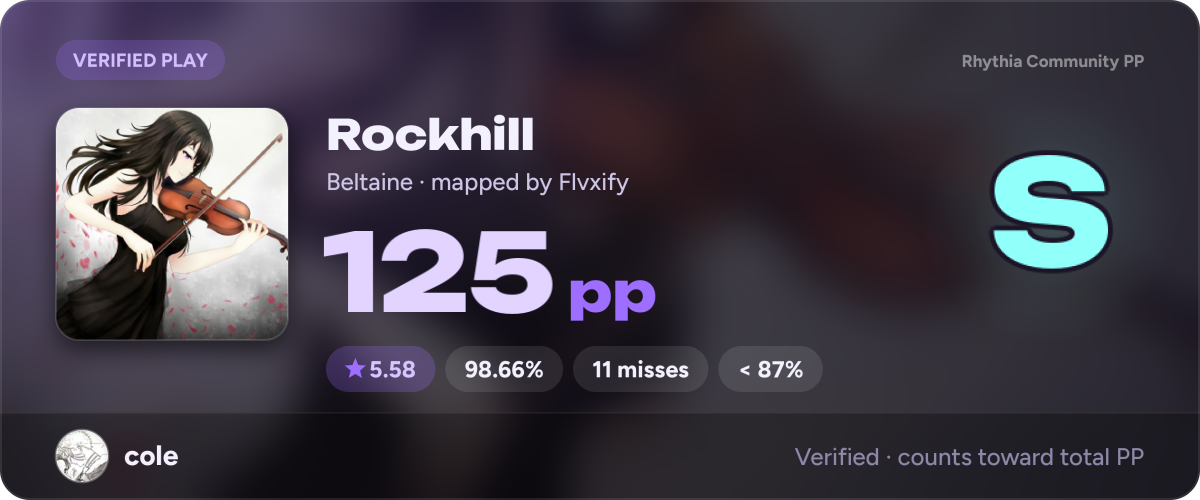 VERIFIED PLAY
Rhythia Community PP
Rockhill
Beltaine · mapped by Flvxify
125 pp
★ 5.58
98.66%
11 misses
< 87%
S
cole
Verified · counts toward total PP